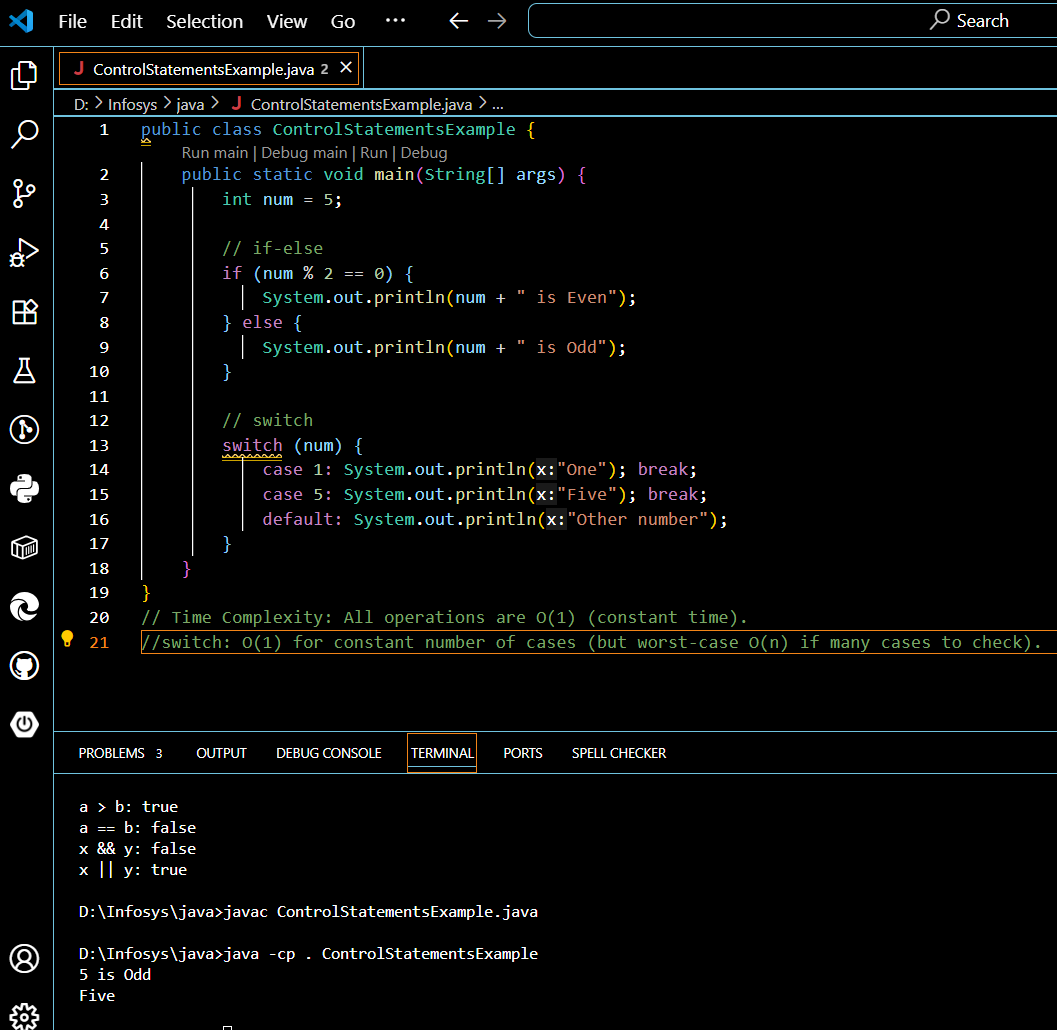 File Edit Selection View Go ··· ← → Search
J ControlStatementsExample.java 2 ×
D: > Infosys > java > J ControlStatementsExample.java > ...
1 public class ControlStatementsExample {
Run main | Debug main | Run | Debug
2 public static void main(String[] args) {
3 int num = 5;
4
5 // if-else
6 if (num % 2 == 0) {
7 System.out.println(num + " is Even");
8 } else {
9 System.out.println(num + " is Odd");
10 }
11
12 // switch
13 switch (num) {
14 case 1: System.out.println(x:"One"); break;
15 case 5: System.out.println(x:"Five"); break;
16 default: System.out.println(x:"Other number");
17 }
18 }
19 }
20 // Time Complexity: All operations are O(1) (constant time).
21 //switch: O(1) for constant number of cases (but worst-case O(n) if many cases to check).
PROBLEMS 3 OUTPUT DEBUG CONSOLE TERMINAL PORTS SPELL CHECKER
a > b: true
a == b: false
x && y: false
x || y: true
D:\Infosys\java>javac ControlStatementsExample.java
D:\Infosys\java>java -cp . ControlStatementsExample
5 is Odd
Five